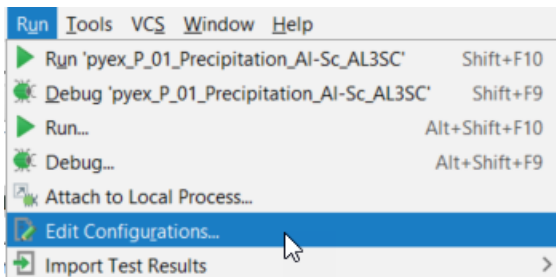 Run Tools VCS Window Help
Run 'pyex_P_01_Precipitation_Al-Sc_AL3SC' Shift+F10
Debug 'pyex_P_01_Precipitation_Al-Sc_AL3SC' Shift+F9
Run... Alt+Shift+F10
Debug... Alt+Shift+F9
Attach to Local Process...
Edit Configurations...
Import Test Results